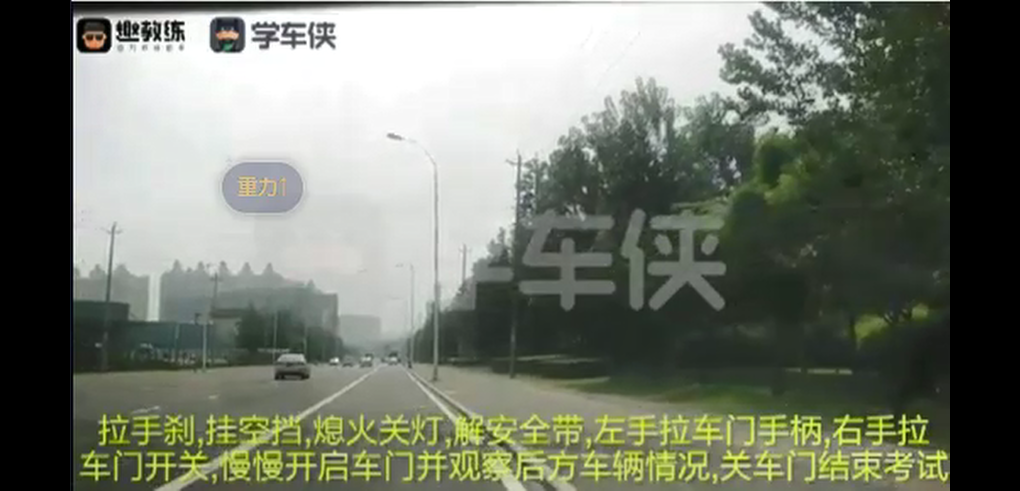 邀教练
学车侠
重力↑
车侠
拉手刹,挂空挡,熄火关灯,解安全带,左手拉车门手柄,右手拉
车门开关,慢慢开启车门并观察后方车辆情况,关车门结束考试